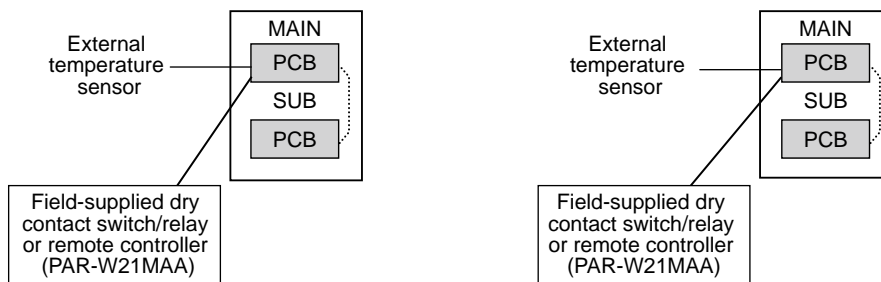 MAIN
External
temperature
sensor
PCB
SUB
PCB
Field-supplied dry
contact switch/relay
or remote controller
(PAR-W21MAA)
MAIN
External
temperature
sensor
PCB
SUB
PCB
Field-supplied dry
contact switch/relay
or remote controller
(PAR-W21MAA)